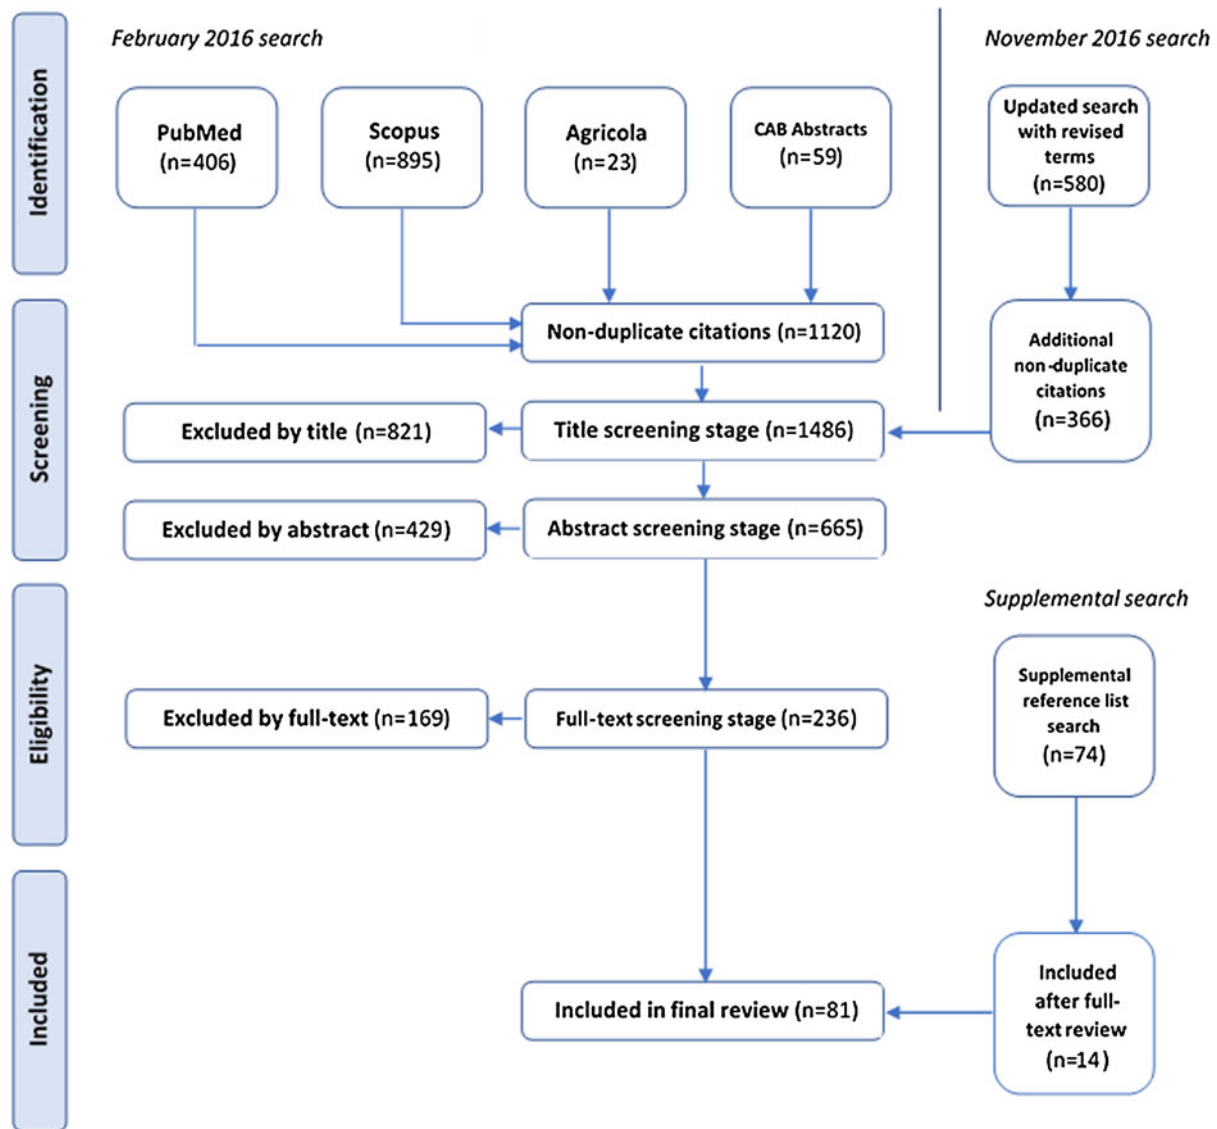 February 2016 search
November 2016 search
Identification
PubMed
(n=406)
Scopus
(n=895)
Agricola
(n=23)
CAB Abstracts
(n=59)
Updated search
with revised
terms
(n=580)
Screening
Non-duplicate citations (n=1120)
Additional
non-duplicate
citations
(n=366)
Excluded by title (n=821)
Title screening stage (n=1486)
Excluded by abstract (n=429)
Abstract screening stage (n=665)
Eligibility
Supplemental search
Supplemental
reference list
search
(n=74)
Excluded by full-text (n=169)
Full-text screening stage (n=236)
Included
Included in final review (n=81)
Included
after full-
text review
(n=14)